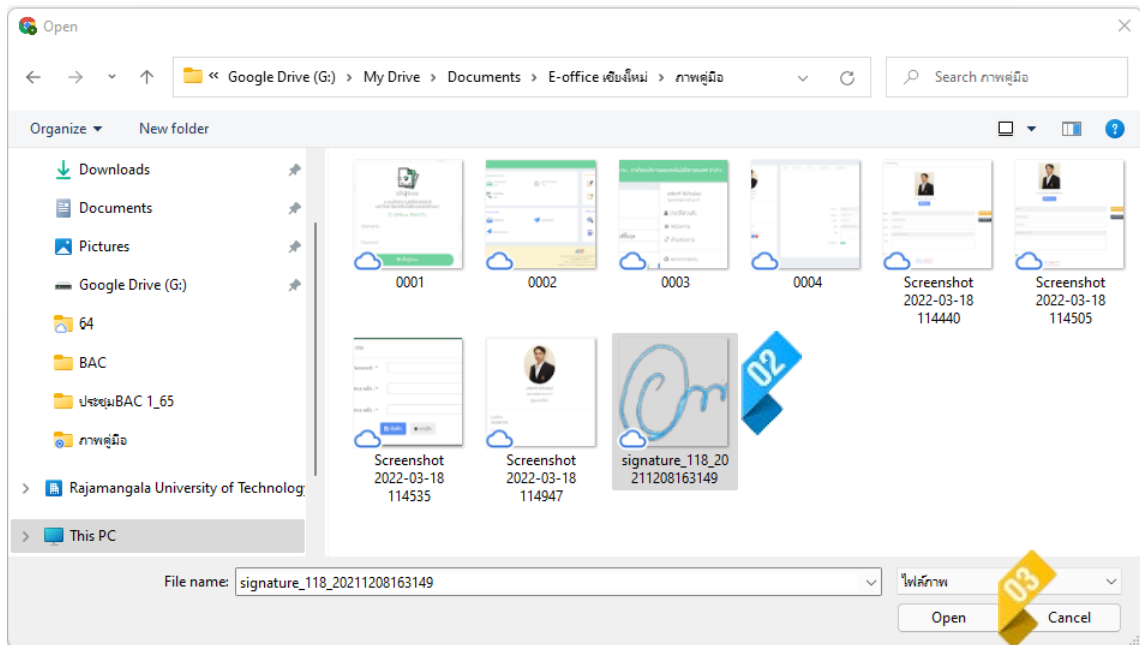 Open
« Google Drive (G:) › My Drive › Documents › E-office เชียงใหม่ › ภาพคู่มือ
Search ภาพคู่มือ
Organize
New folder
Downloads
Documents
Pictures
Google Drive (G:)
64
BAC
ประชุมBAC 1_65
ภาพคู่มือ
Rajamangala University of Technolog
This PC
0001
0002
0003
0004
Screenshot
2022-03-18
114440
Screenshot
2022-03-18
114505
Screenshot
2022-03-18
114535
Screenshot
2022-03-18
114947
signature_118_20
211208163149
02
File name:
signature_118_20211208163149
ไฟล์ภาพ
03
Open
Cancel